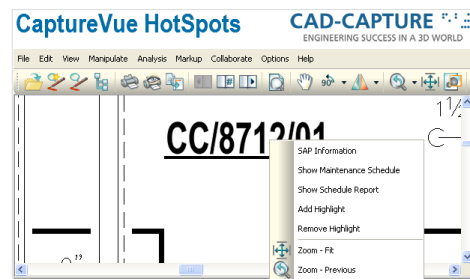 CaptureVue HotSpots
CAD-CAPTURE
ENGINEERING SUCCESS IN A 3D WORLD
File Edit View Manipulate Analysis Markup Collaborate Options Help
# 90°
1½
CC/8712/01
SAP Information
Show Maintenance Schedule
Show Schedule Report
Add Highlight
Remove Highlight
Zoom - Fit
Zoom - Previous
19